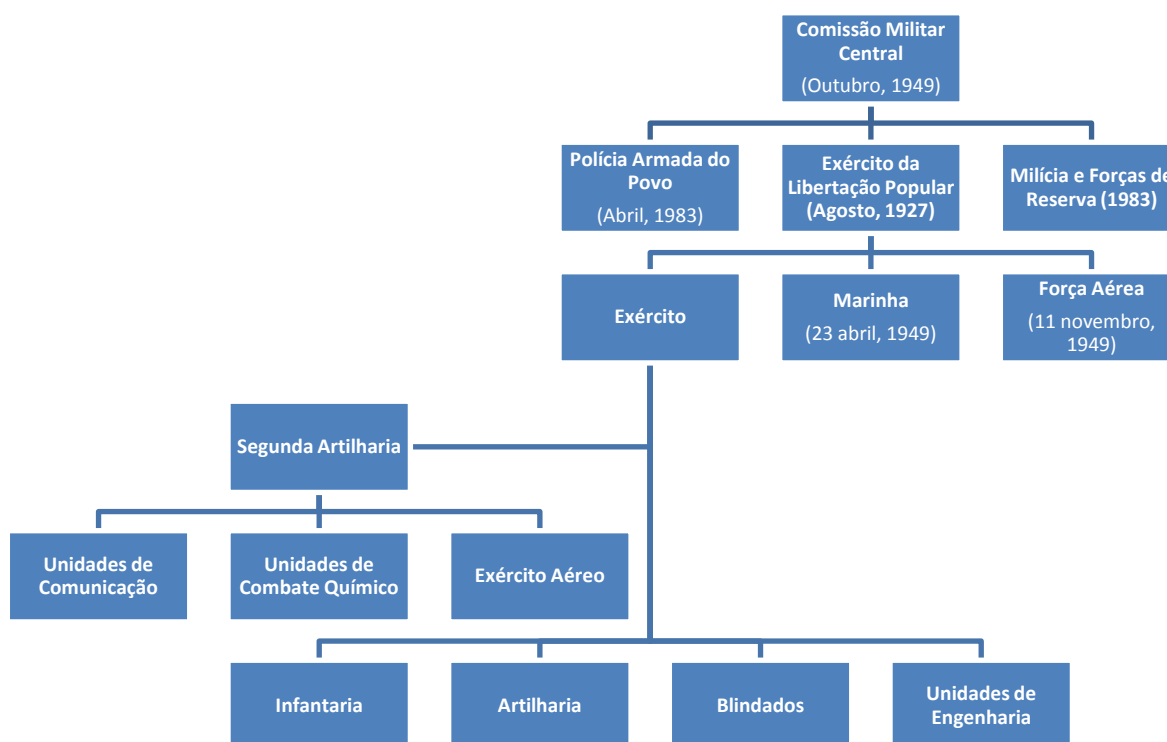 Comissão Militar
Central
(Outubro, 1949)
Polícia Armada do
Povo
(Abril, 1983)
Exército da
Libertação Popular
(Agosto, 1927)
Milícia e Forças de
Reserva (1983)
Exército
Marinha
(23 abril, 1949)
Força Aérea
(11 novembro,
1949)
Segunda Artilharia
Unidades de
Comunicação
Unidades de
Combate Químico
Exército Aéreo
Infantaria
Artilharia
Blindados
Unidades de
Engenharia